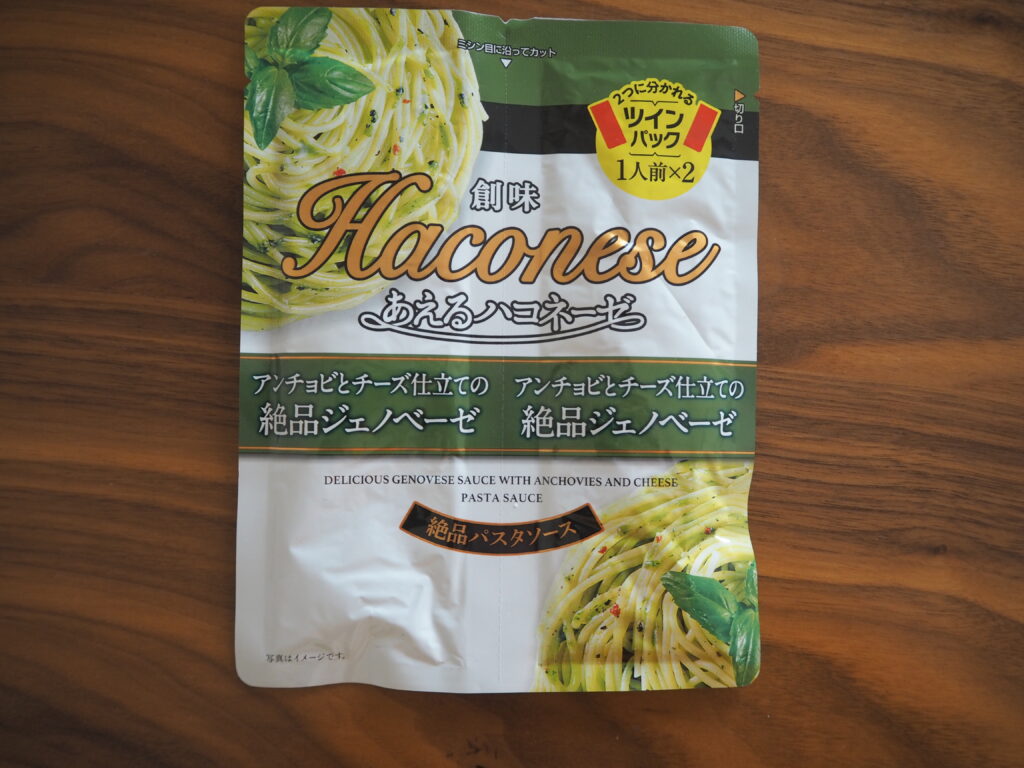 ミシン目に沿ってカット
切り口
2つに分かれる
ツイン
パック
1人前×2
創味
Haconese
あえるハコネーゼ
アンチョビとチーズ仕立ての
絶品ジェノベーゼ
アンチョビとチーズ仕立ての
絶品ジェノベーゼ
DELICIOUS GENOVESE SAUCE WITH ANCHOVIES AND CHEESE
PASTA SAUCE
絶品パスタソース
写真はイメージです。